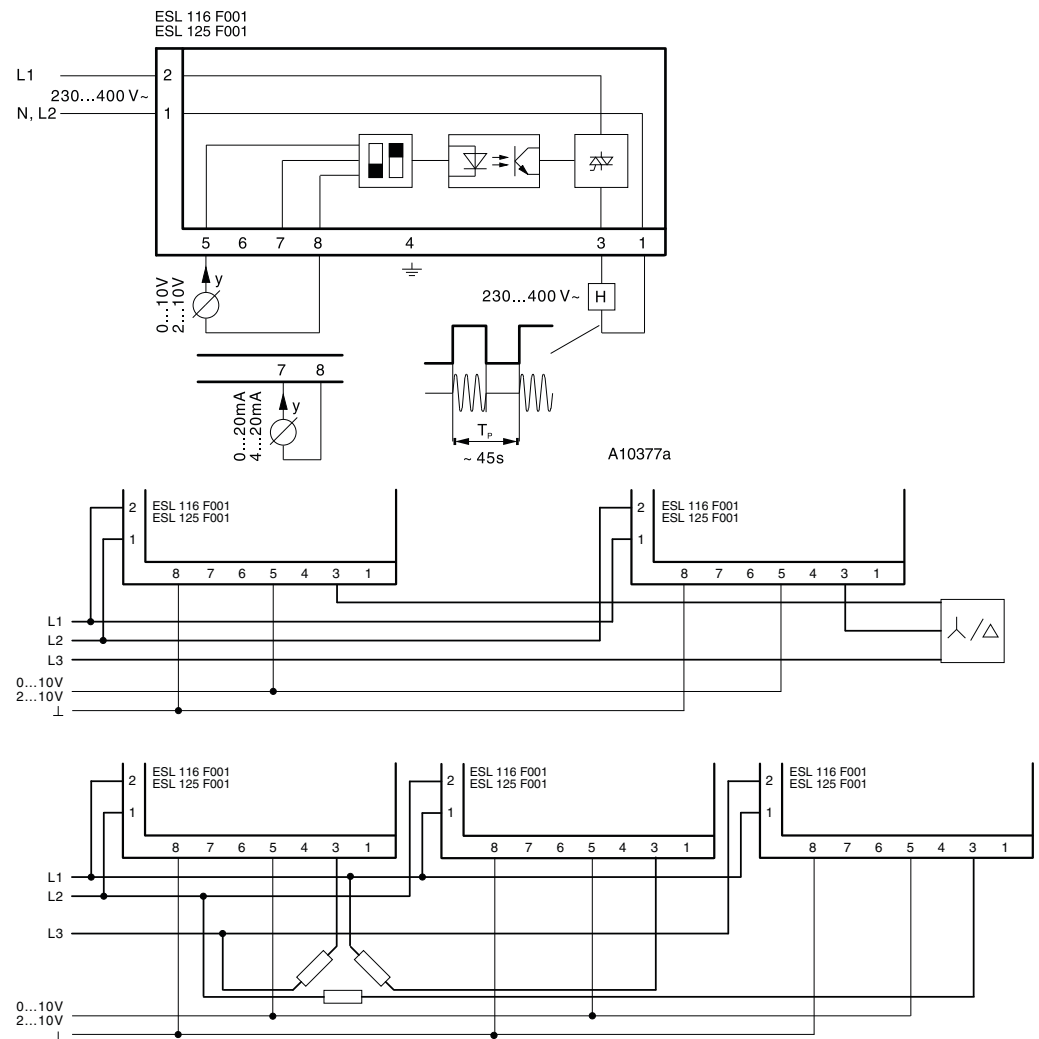 ESL 116 F001
ESL 125 F001
L1
2
230...400 V~
N, L2
1
5 6 7 8 4 3 1
0...10V
2...10V
y
230...400 V~
H
7 8
0...20mA
4...20mA
y
TP
~ 45s
A10377a
2
ESL 116 F001
ESL 125 F001
1
8 7 6 5 4 3 1
2
ESL 116 F001
ESL 125 F001
1
8 7 6 5 4 3 1
L1
L2
L3
0...10V
2...10V
2
ESL 116 F001
ESL 125 F001
1
8 7 6 5 4 3 1
2
ESL 116 F001
ESL 125 F001
1
8 7 6 5 4 3 1
2
ESL 116 F001
ESL 125 F001
1
8 7 6 5 4 3 1
L1
L2
L3
0...10V
2...10V